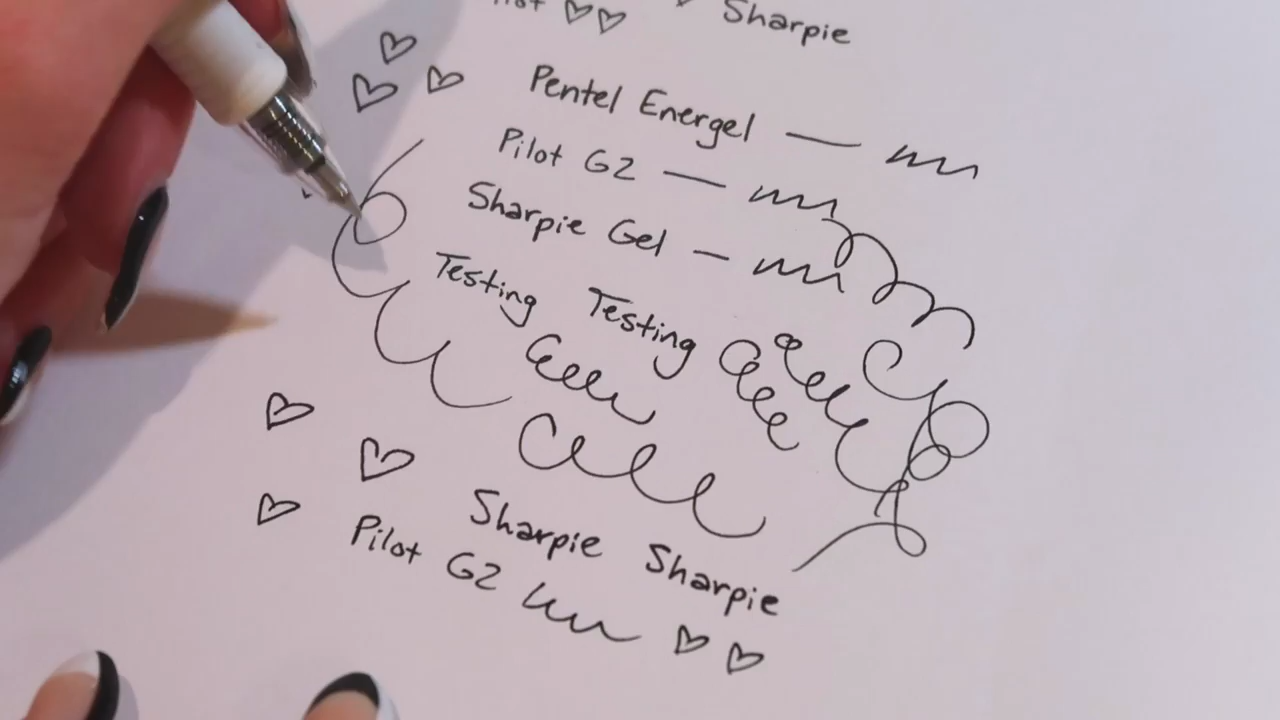 Sharpie
Pentel Energel
Pilot G2
Sharpie Gel
Testing Testing
Sharpie Sharpie
Pilot G2